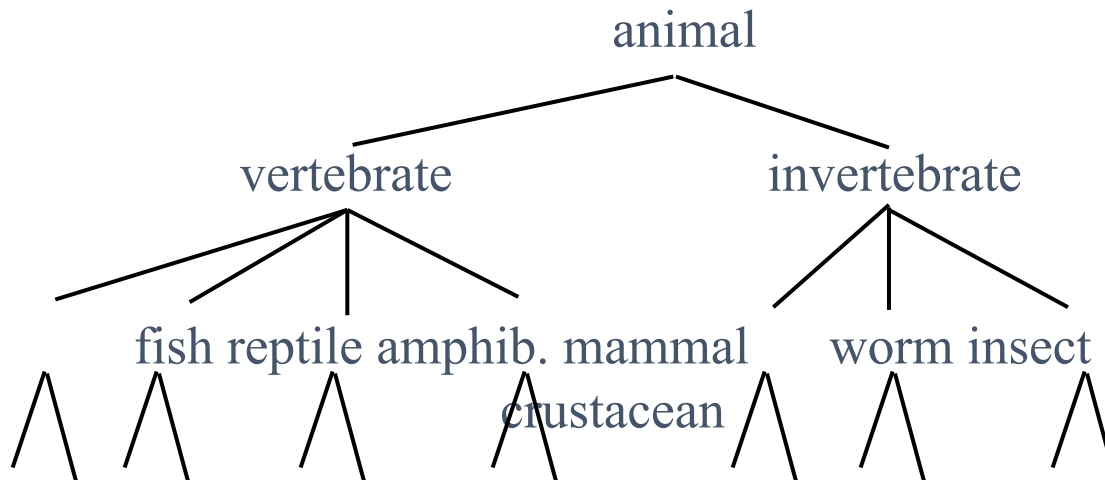 animal
vertebrate invertebrate
fish reptile amphib. mammal worm insect
crustacean